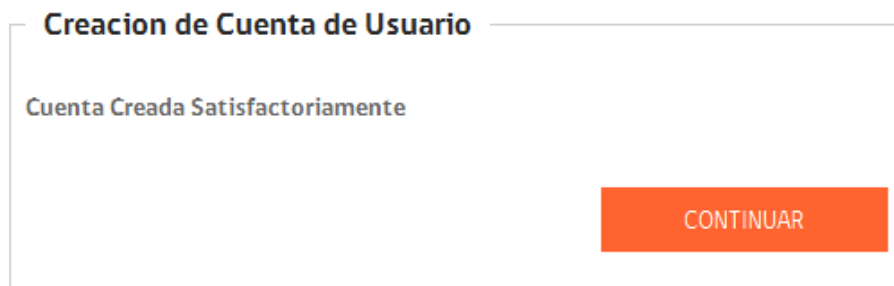 Creacion de Cuenta de Usuario
Cuenta Creada Satisfactoriamente
CONTINUAR